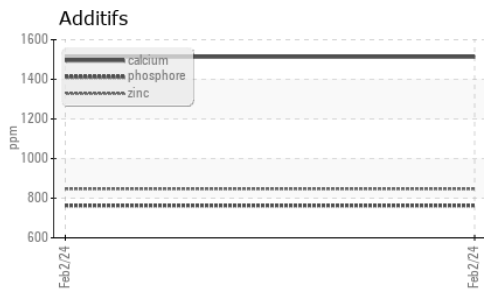 Additifs
1600
1400
1200
1000
800
600
ppm
calcium
phosphore
zinc
Feb2/24
Feb2/24